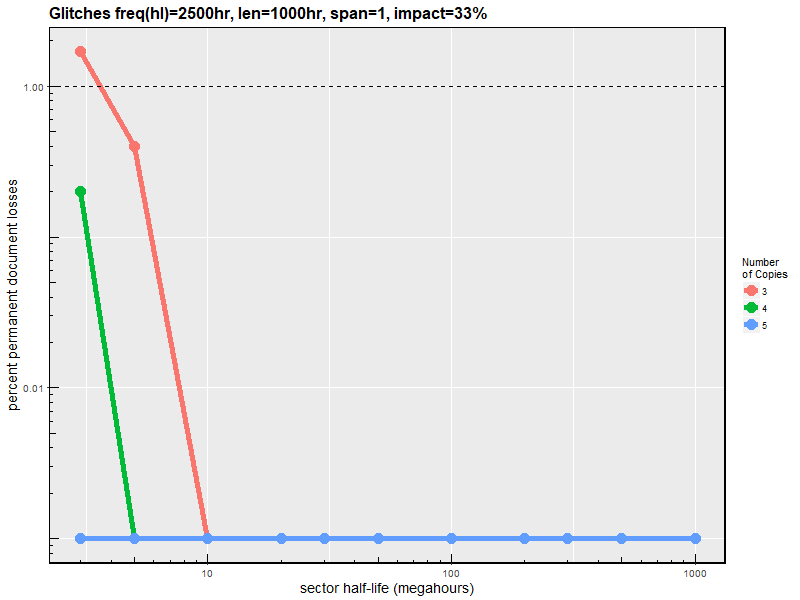 Glitches freq(hl)=2500hr, len=1000hr, span=1, impact=33%
percent permanent document losses
1.00
0.01
10
100
1000
sector half-life (megahours)
Number
of Copies
3
4
5